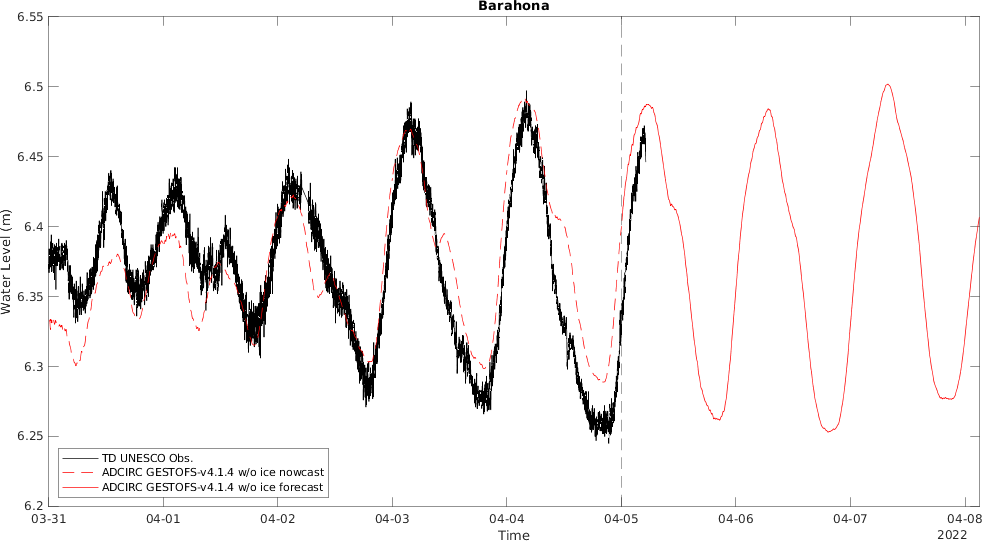 Barahona
6.55
6.5
6.45
6.4
6.35
6.3
6.25
6.2
Water Level (m)
TD UNESCO Obs.
ADCIRC GESTOFS-v4.1.4 w/o ice nowcast
ADCIRC GESTOFS-v4.1.4 w/o ice forecast
03-31 04-01 04-02 04-03 04-04 04-05 04-06 04-07 04-08
Time
2022